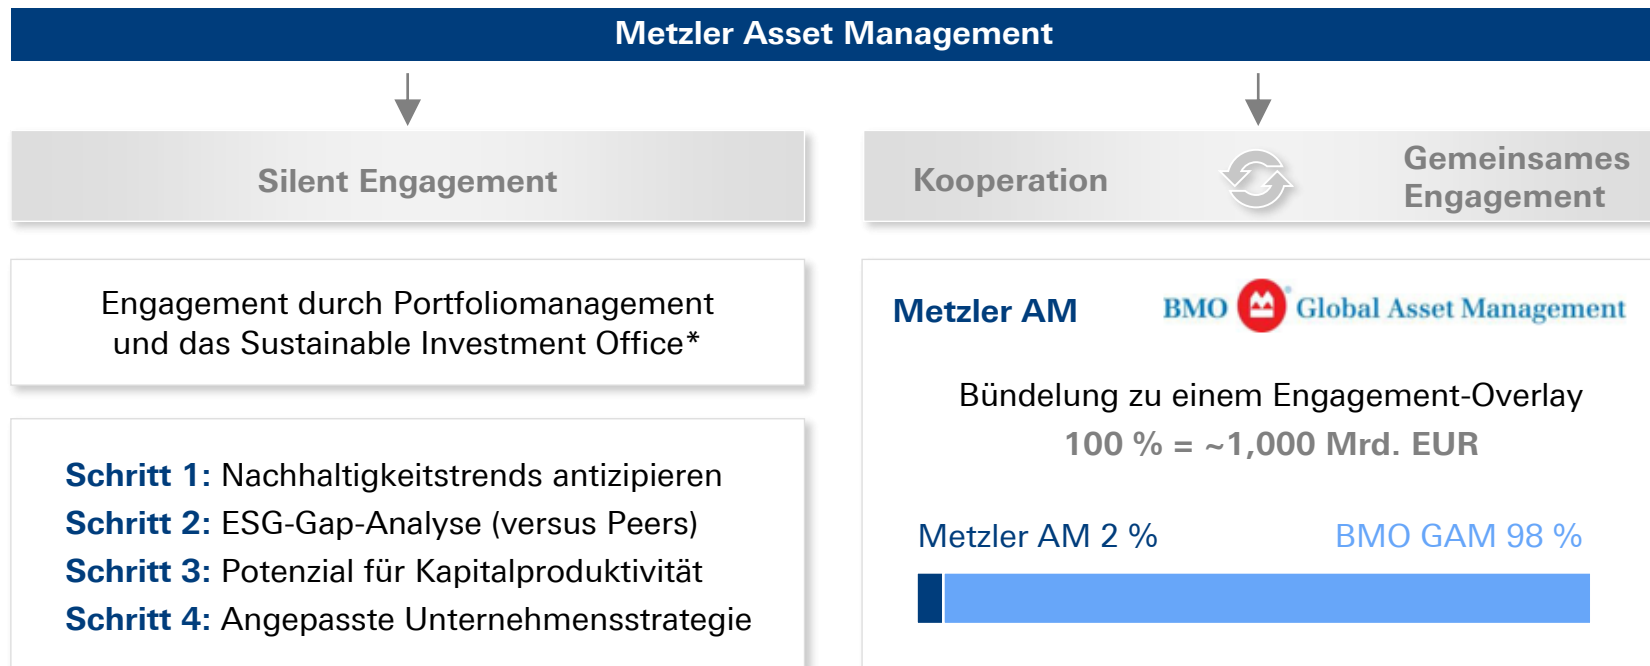 Metzler Asset Management
Silent Engagement
Engagement durch Portfoliomanagement
und das Sustainable Investment Office*
Schritt 1: Nachhaltigkeitstrends antizipieren
Schritt 2: ESG-Gap-Analyse (versus Peers)
Schritt 3: Potenzial für Kapitalproduktivität
Schritt 4: Angepasste Unternehmensstrategie
Kooperation
Gemeinsames
Engagement
Metzler AM
BMO Global Asset Management
Bündelung zu einem Engagement-Overlay
100 % = ~1,000 Mrd. EUR
Metzler AM 2 %
BMO GAM 98 %